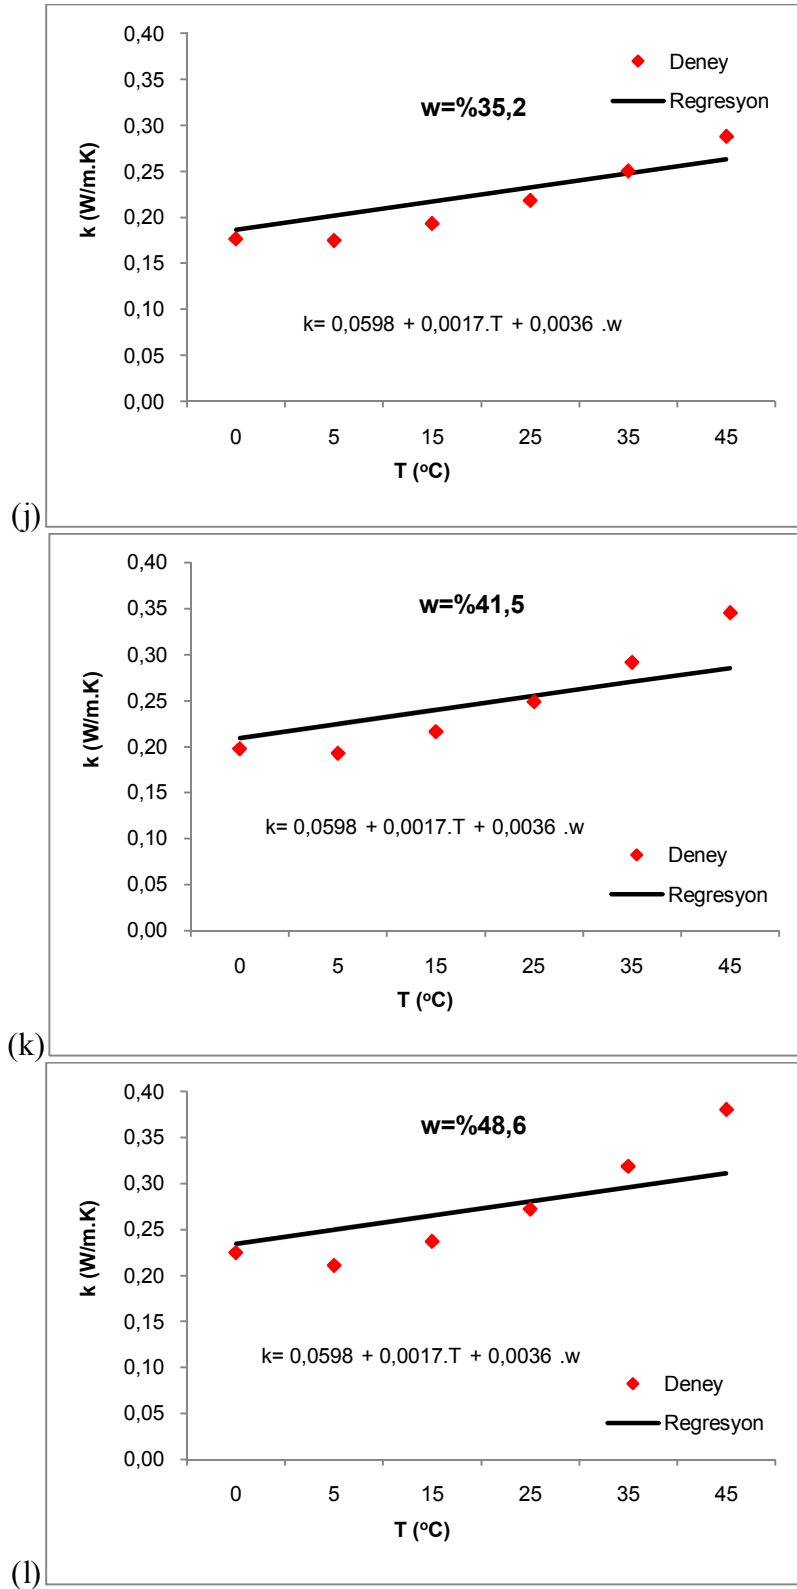 0,40
0,35
0,30
0,25
0,20
0,15
0,10
0,05
0,00
k (W/m.K)
w=%35,2
Deney
Regresyon
k= 0,0598 + 0,0017.T + 0,0036 .w
0 5 15 25 35 45
T (ºC)
(j)
0,40
0,35
0,30
0,25
0,20
0,15
0,10
0,05
0,00
k (W/m.K)
w=%41,5
k= 0,0598 + 0,0017.T + 0,0036 .w
Deney
Regresyon
0 5 15 25 35 45
T (ºC)
(k)
0,40
0,35
0,30
0,25
0,20
0,15
0,10
0,05
0,00
k (W/m.K)
w=%48,6
k= 0,0598 + 0,0017.T + 0,0036 .w
Deney
Regresyon
0 5 15 25 35 45
T (ºC)
(l)